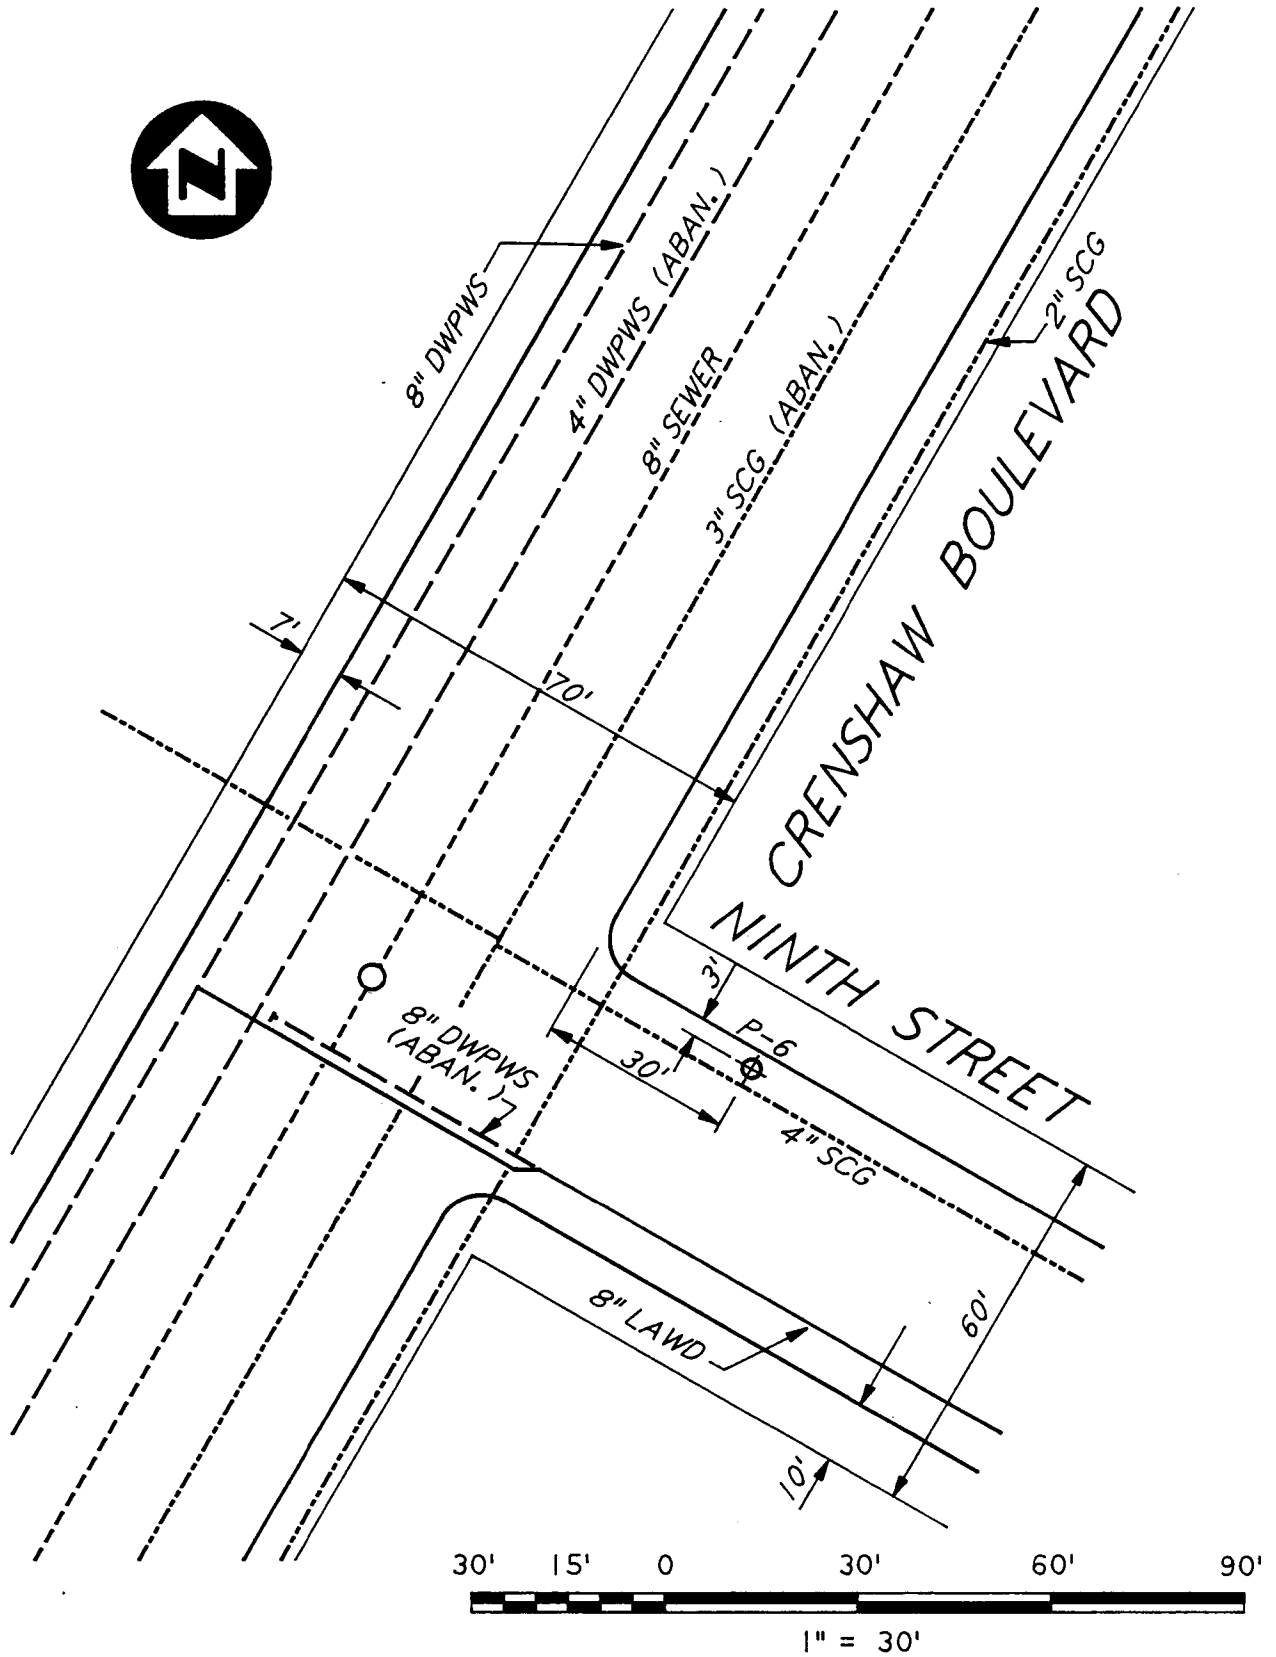 N
8" DWPWS
4" DWPWS (ABAN.)
8" SEWER
3" SCG (ABAN.)
2" SCG
CRENSHAW BOULEVARD
7'
70'
NINTH STREET
3'
P-6
8" DWPWS
(ABAN.)
30'
4" SCG
8" LAWD
60'
10'
30' 15' 0 30' 60' 90'
1" = 30'